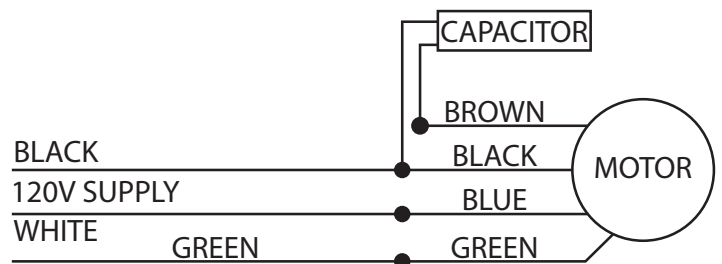 CAPACITOR
BROWN
BLACK
BLACK
MOTOR
120V SUPPLY
BLUE
WHITE
GREEN
GREEN